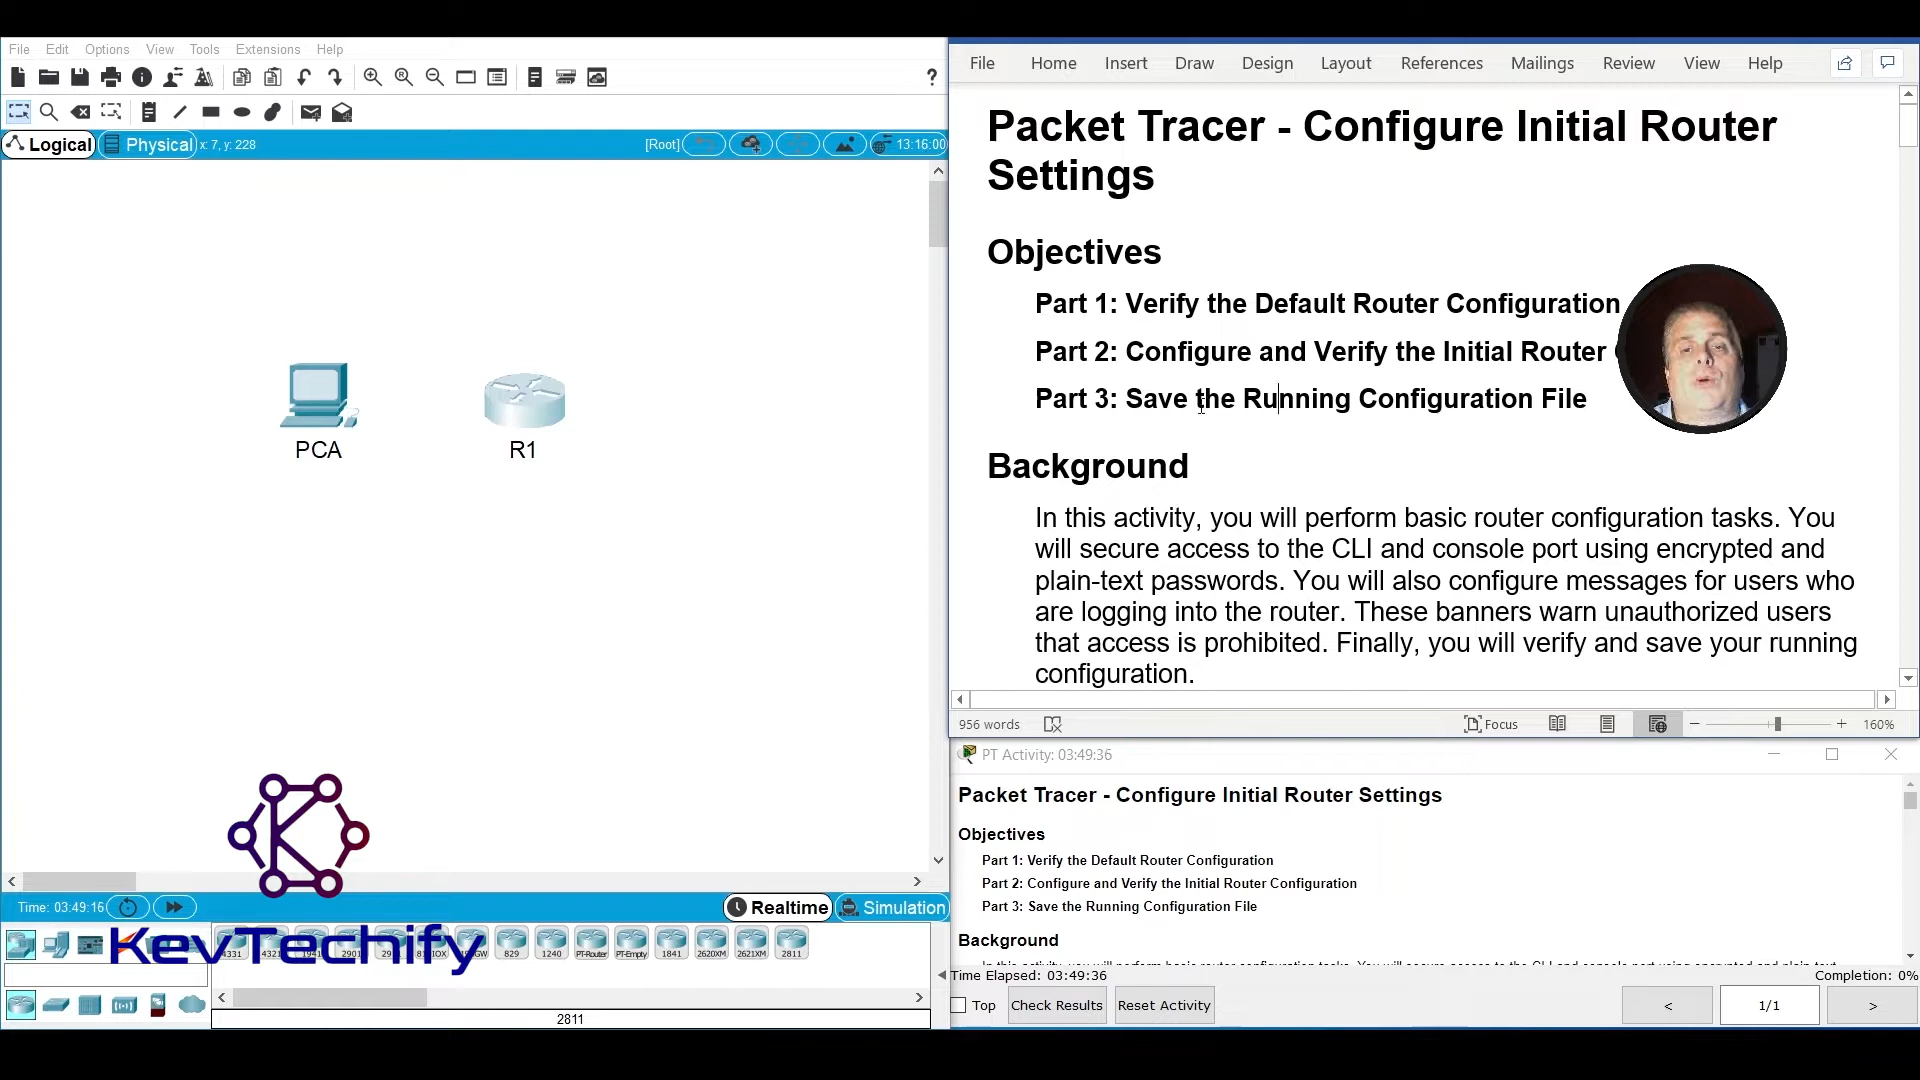 File Edit Options View Tools Extensions Help
Logical Physical x: 7, y: 228 [Root] 13:16:00
PCA
R1
KevTechify
Time: 03:49:16 Realtime Simulation
4331 4321 1941 2901 829 1240 PT-Router PT-Empty 1841 2620XM 2621XM 2811
2811
File Home Insert Draw Design Layout References Mailings Review View Help
Packet Tracer - Configure Initial Router
Settings
Objectives
Part 1: Verify the Default Router Configuration
Part 2: Configure and Verify the Initial Router
Part 3: Save the Running Configuration File
Background
In this activity, you will perform basic router configuration tasks. You
will secure access to the CLI and console port using encrypted and
plain-text passwords. You will also configure messages for users who
are logging into the router. These banners warn unauthorized users
that access is prohibited. Finally, you will verify and save your running
configuration.
956 words Focus 160%
PT Activity: 03:49:36
Packet Tracer - Configure Initial Router Settings
Objectives
Part 1: Verify the Default Router Configuration
Part 2: Configure and Verify the Initial Router Configuration
Part 3: Save the Running Configuration File
Background
Time Elapsed: 03:49:36 Completion: 0%
Top Check Results Reset Activity < 1/1 >